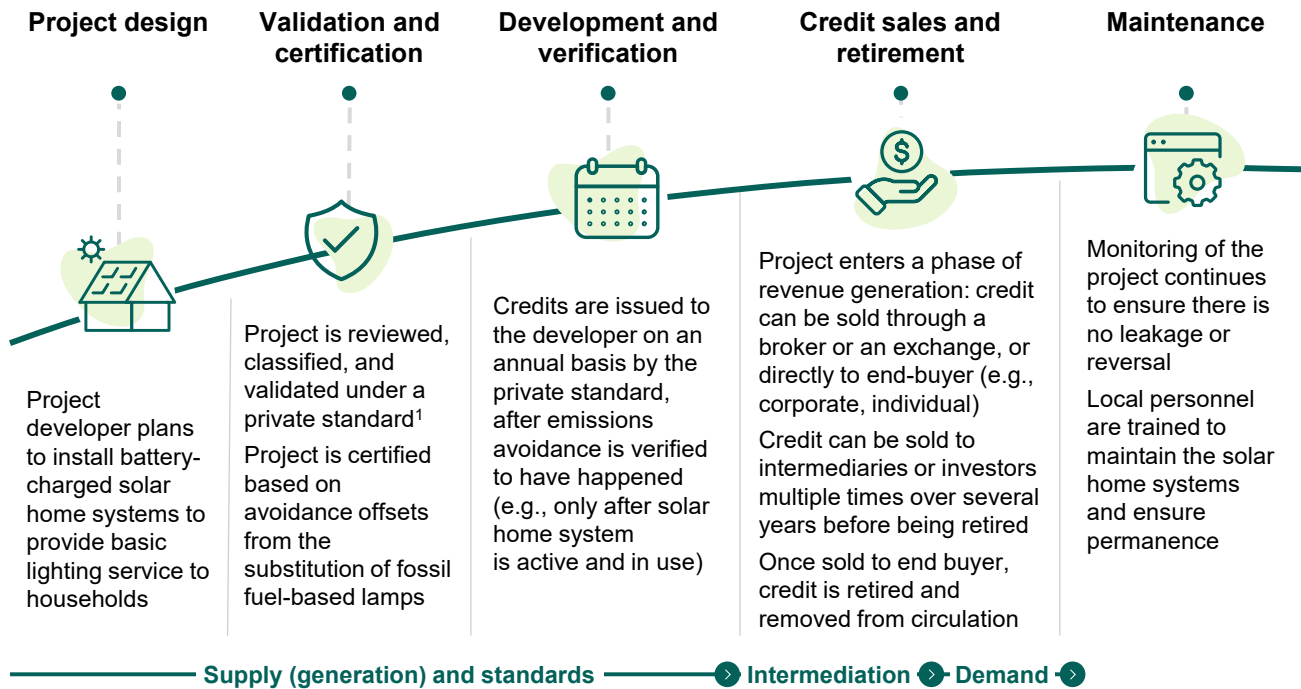 Project design
Validation and
certification
Development and
verification
Credit sales and
retirement
Maintenance
$
Project
developer plans
to install battery-
charged solar
home systems to
provide basic
lighting service to
households
Project is reviewed,
classified, and
validated under a
private standard¹
Project is certified
based on
avoidance offsets
from the
substitution of fossil
fuel-based lamps
Credits are issued to
the developer on an
annual basis by the
private standard,
after emissions
avoidance is verified
to have happened
(e.g., only after solar
home system
is active and in use)
Project enters a phase of
revenue generation: credit
can be sold through a
broker or an exchange, or
directly to end-buyer (e.g.,
corporate, individual)
Credit can be sold to
intermediaries or investors
multiple times over several
years before being retired
Once sold to end buyer,
credit is retired and
removed from circulation
Monitoring of the
project continues
to ensure there is
no leakage or
reversal
Local personnel
are trained to
maintain the solar
home systems
and ensure
permanence
Supply (generation) and standards
Intermediation
Demand